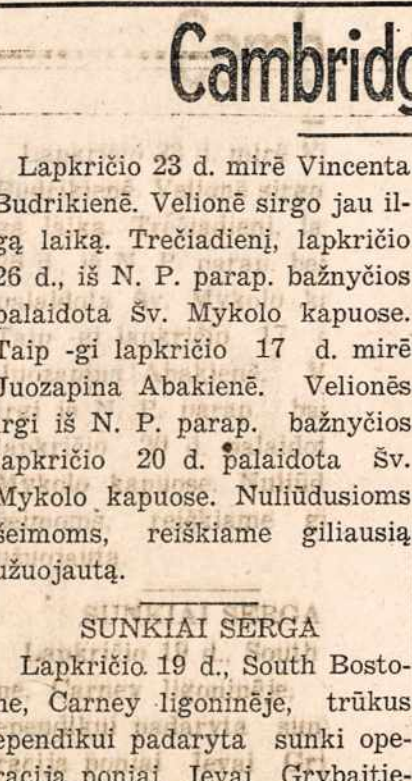 Cambridg
Lapkričio 23 d. mirė Vincenta
Budrikienė. Velionė sirgo jau il-
gą laiką. Trečiadienį, lapkričio
26 d., iš N. P. parap. bažnyčios
palaidota Šv. Mykolo kapuose.
Taip -gi lapkričio 17 d. mirė
Juozapina Abakienė. Velionės
irgi iš N. P. parap. bažnyčios
lapkričio 20 d. palaidota Šv.
Mykolo kapuose. Nuliūdusioms
šeimoms, reiškiame giliausią
užuojautą.
SUNKIAI SERGA
Lapkričio 19 d., South Bosto-
ne, Carney ligoninėje, trūkus
ependikui padaryta sunki ope-
racija poniai Ievai Grybaitie-